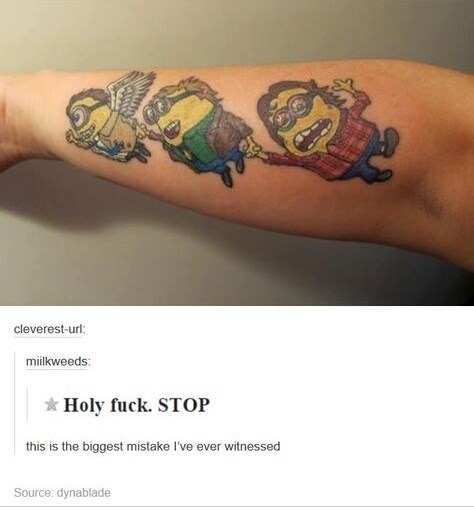 cleverest-url:
miilkweeds:
Holy fuck. STOP
this is the biggest mistake I've ever witnessed
Source: dynablade